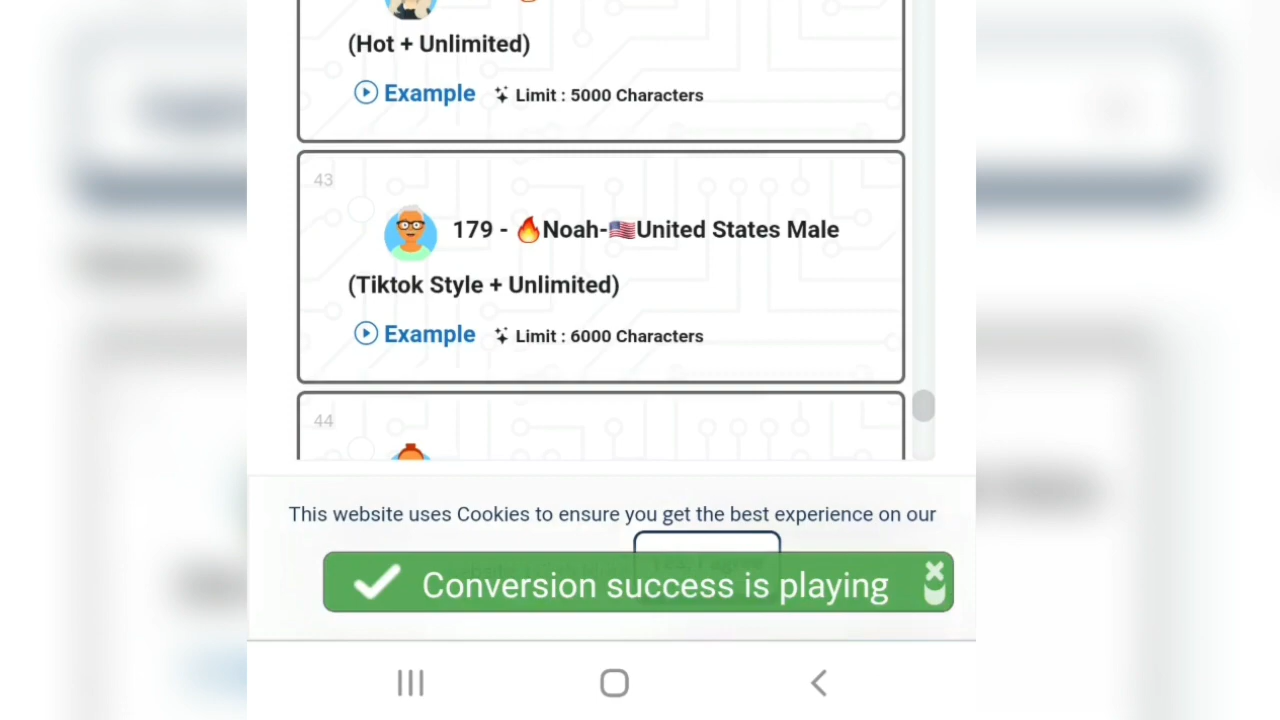 (Hot + Unlimited)
Example Limit : 5000 Characters
43
179 - 🔥Noah-🇺🇸United States Male
(Tiktok Style + Unlimited)
Example Limit : 6000 Characters
44
This website uses Cookies to ensure you get the best experience on our
Conversion success is playing